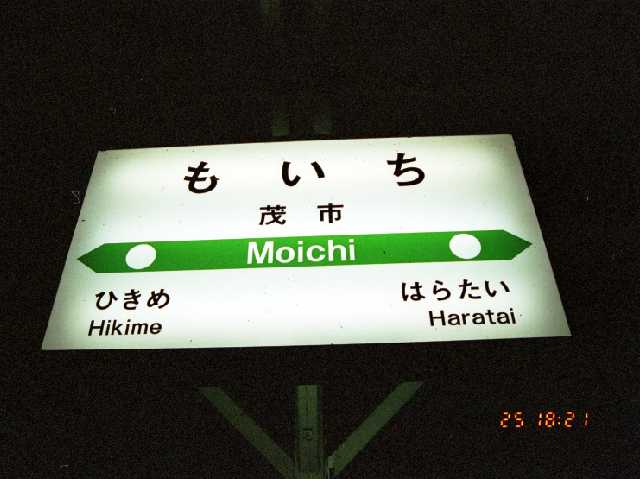 もいち
茂市
Moichi
ひきめ
Hikime
はらたい
Haratai
25 18:21